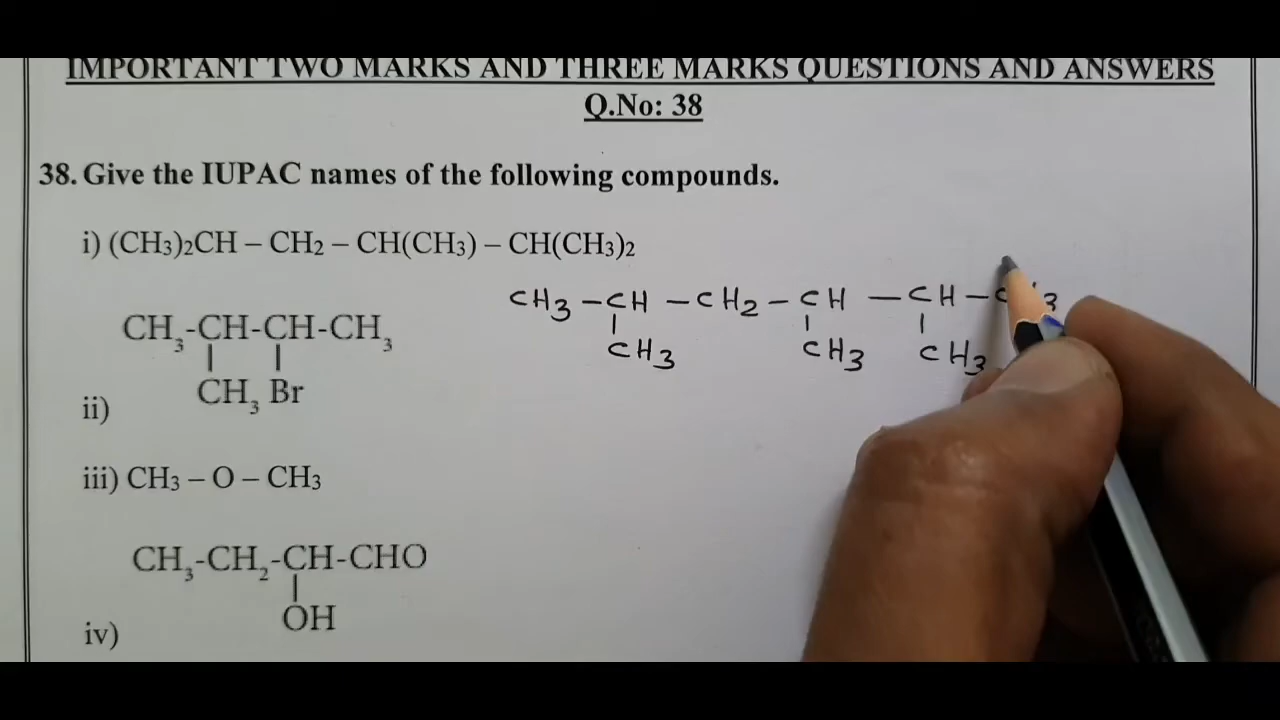 IMPORTANT TWO MARKS AND THREE MARKS QUESTIONS AND ANSWERS
Q.No: 38
38. Give the IUPAC names of the following compounds.
i) (CH₃)₂CH – CH₂ – CH(CH₃) – CH(CH₃)₂
CH₃ – CH – CH₂ – CH – CH –
| | |
CH₃ CH₃ CH₃
CH₃-CH-CH-CH₃
| |
CH₃ Br
ii)
iii) CH₃ – O – CH₃
CH₃-CH₂-CH-CHO
|
OH
iv)